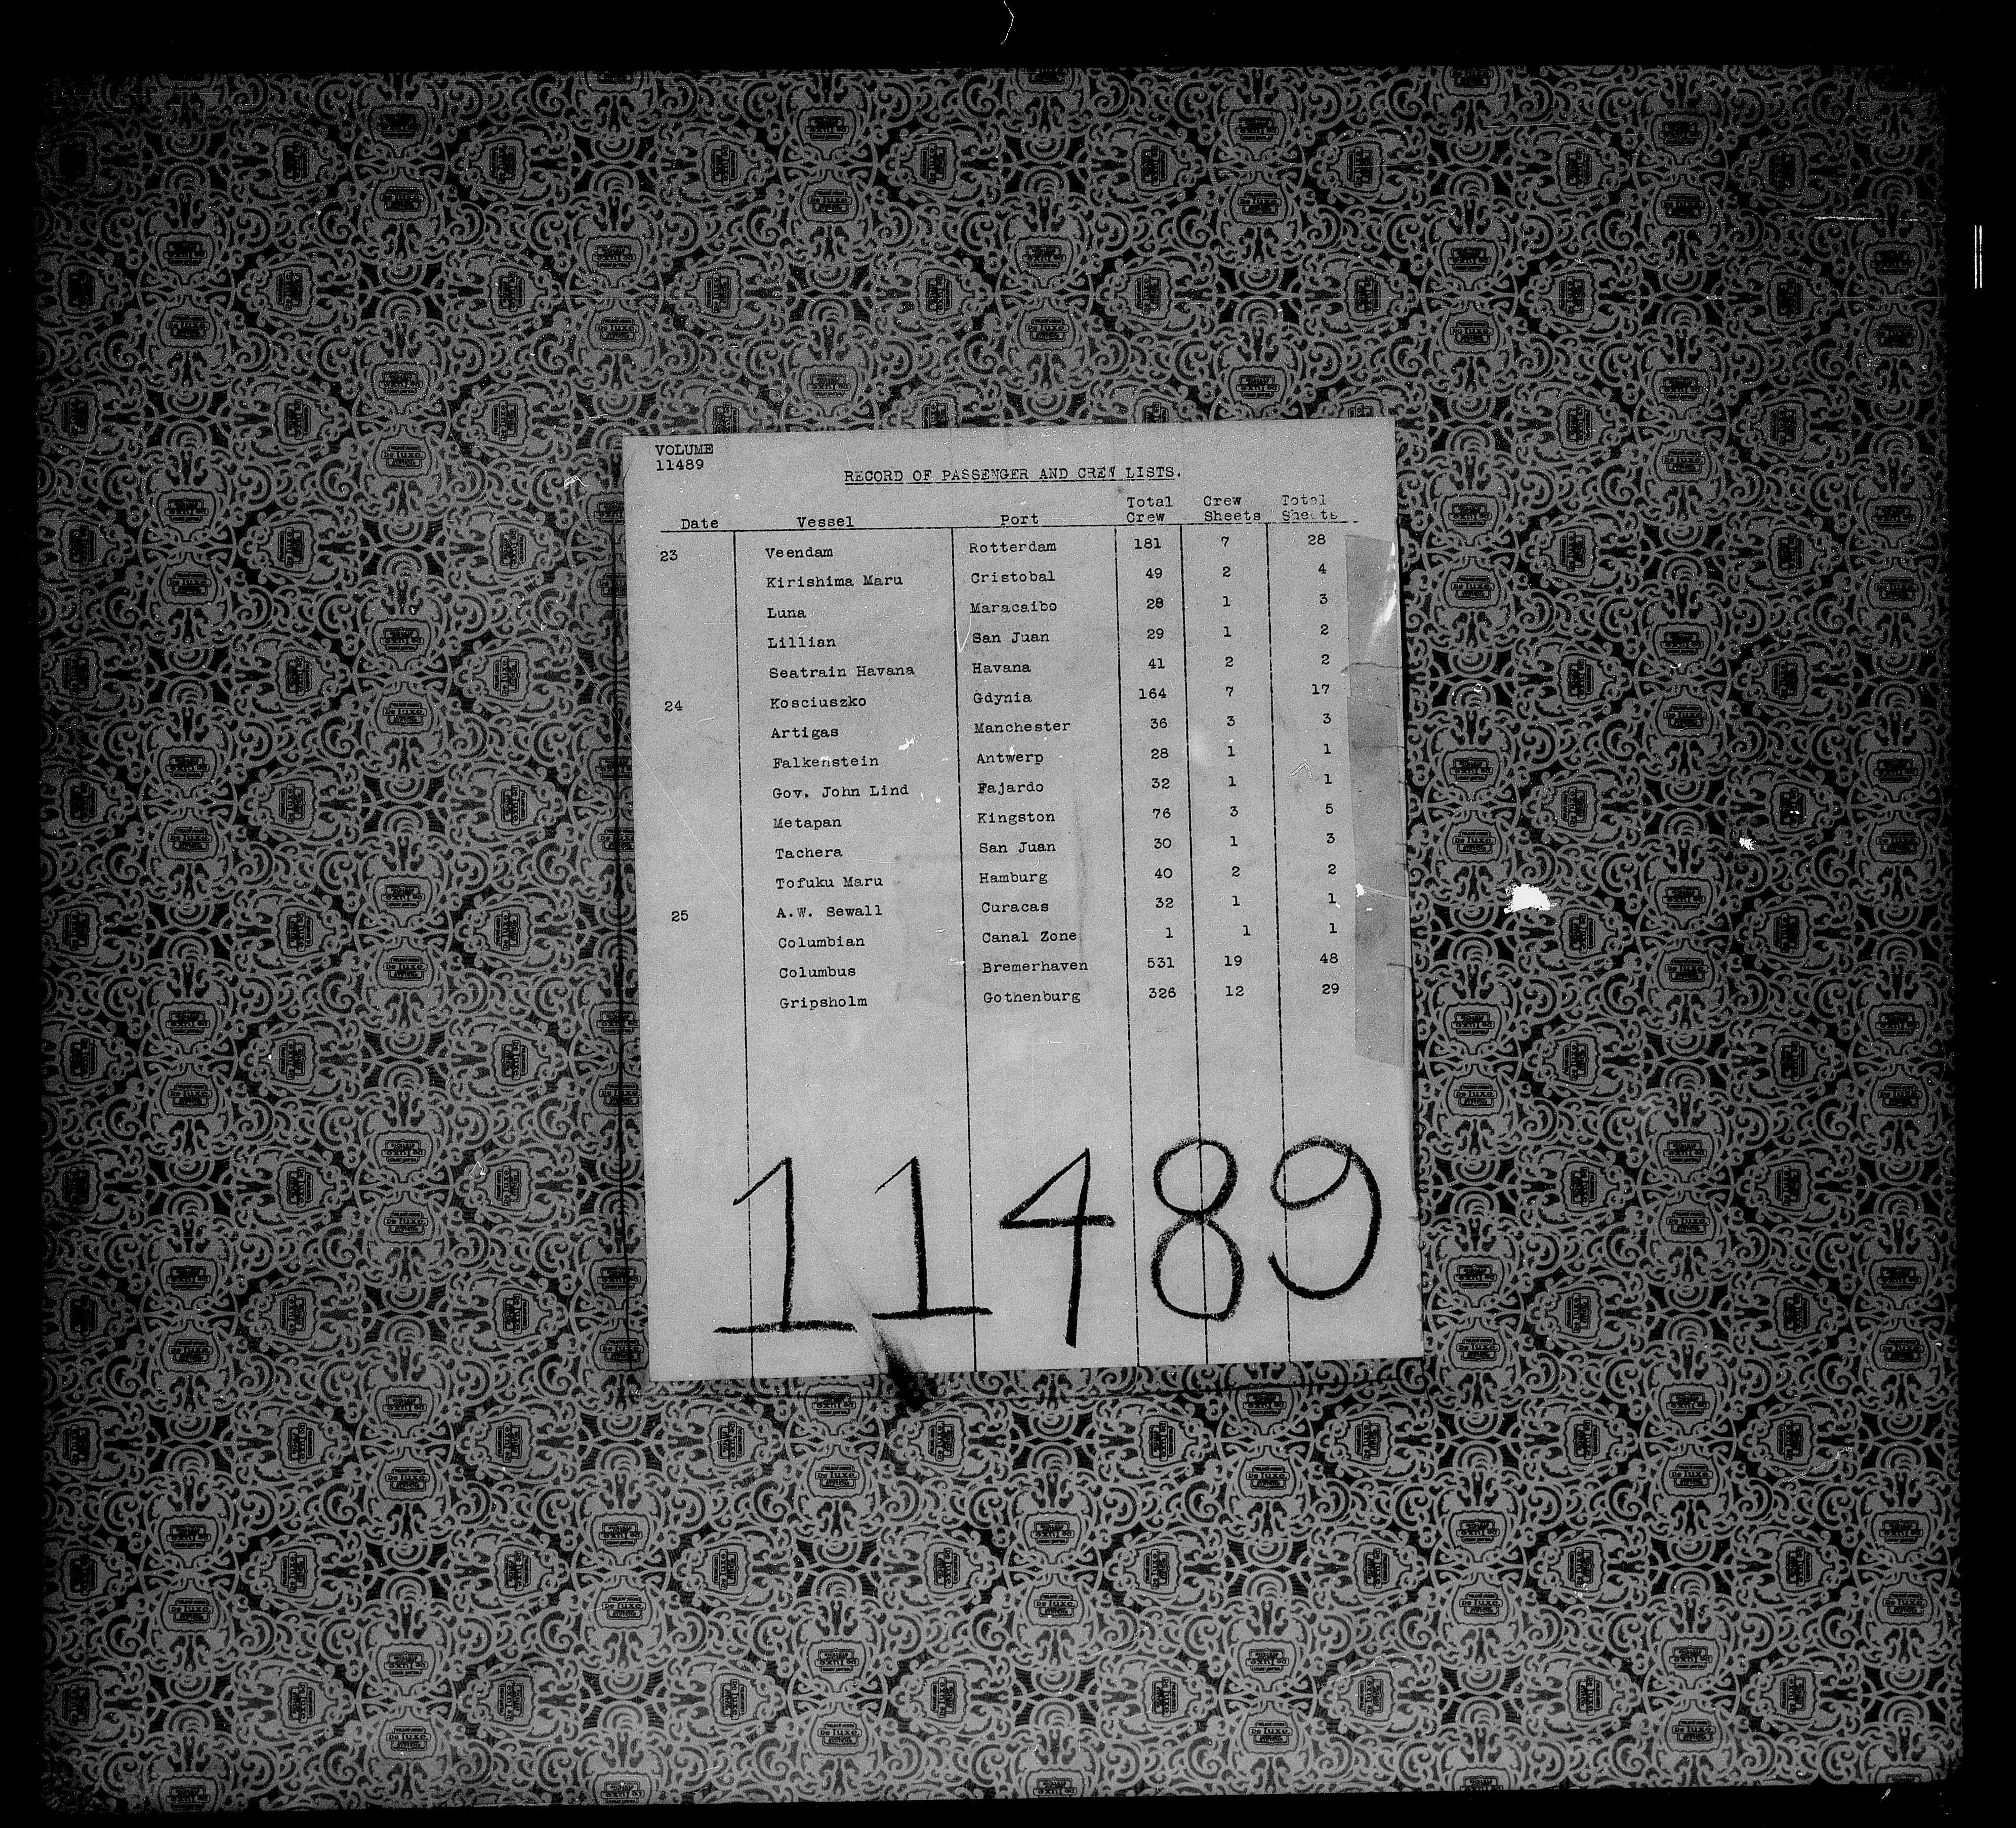 VOLUME
11489
RECORD OF PASSENGER AND CREW LISTS.
Date Vessel Port Total Crew Crew Sheets Total Sheets
23 Veendam Rotterdam 181 7 28
Kirishima Maru Cristobal 49 2 4
Luna Maracaibo 28 1 3
Lillian San Juan 29 1 2
Seatrain Havana Havana 41 2 2
24 Kosciuszko Gdynia 164 7 17
Artigas Manchester 36 3 3
Falkenstein Antwerp 28 1 1
Gov. John Lind Fajardo 32 1 1
Metapan Kingston 76 3 5
Tachera San Juan 30 1 3
Tofuku Maru Hamburg 40 2 2
25 A.W. Sewall Curacas 32 1 1
Columbian Canal Zone 1 1 1
Columbus Bremerhaven 531 19 48
Gripsholm Gothenburg 326 12 29
11489
De luxe